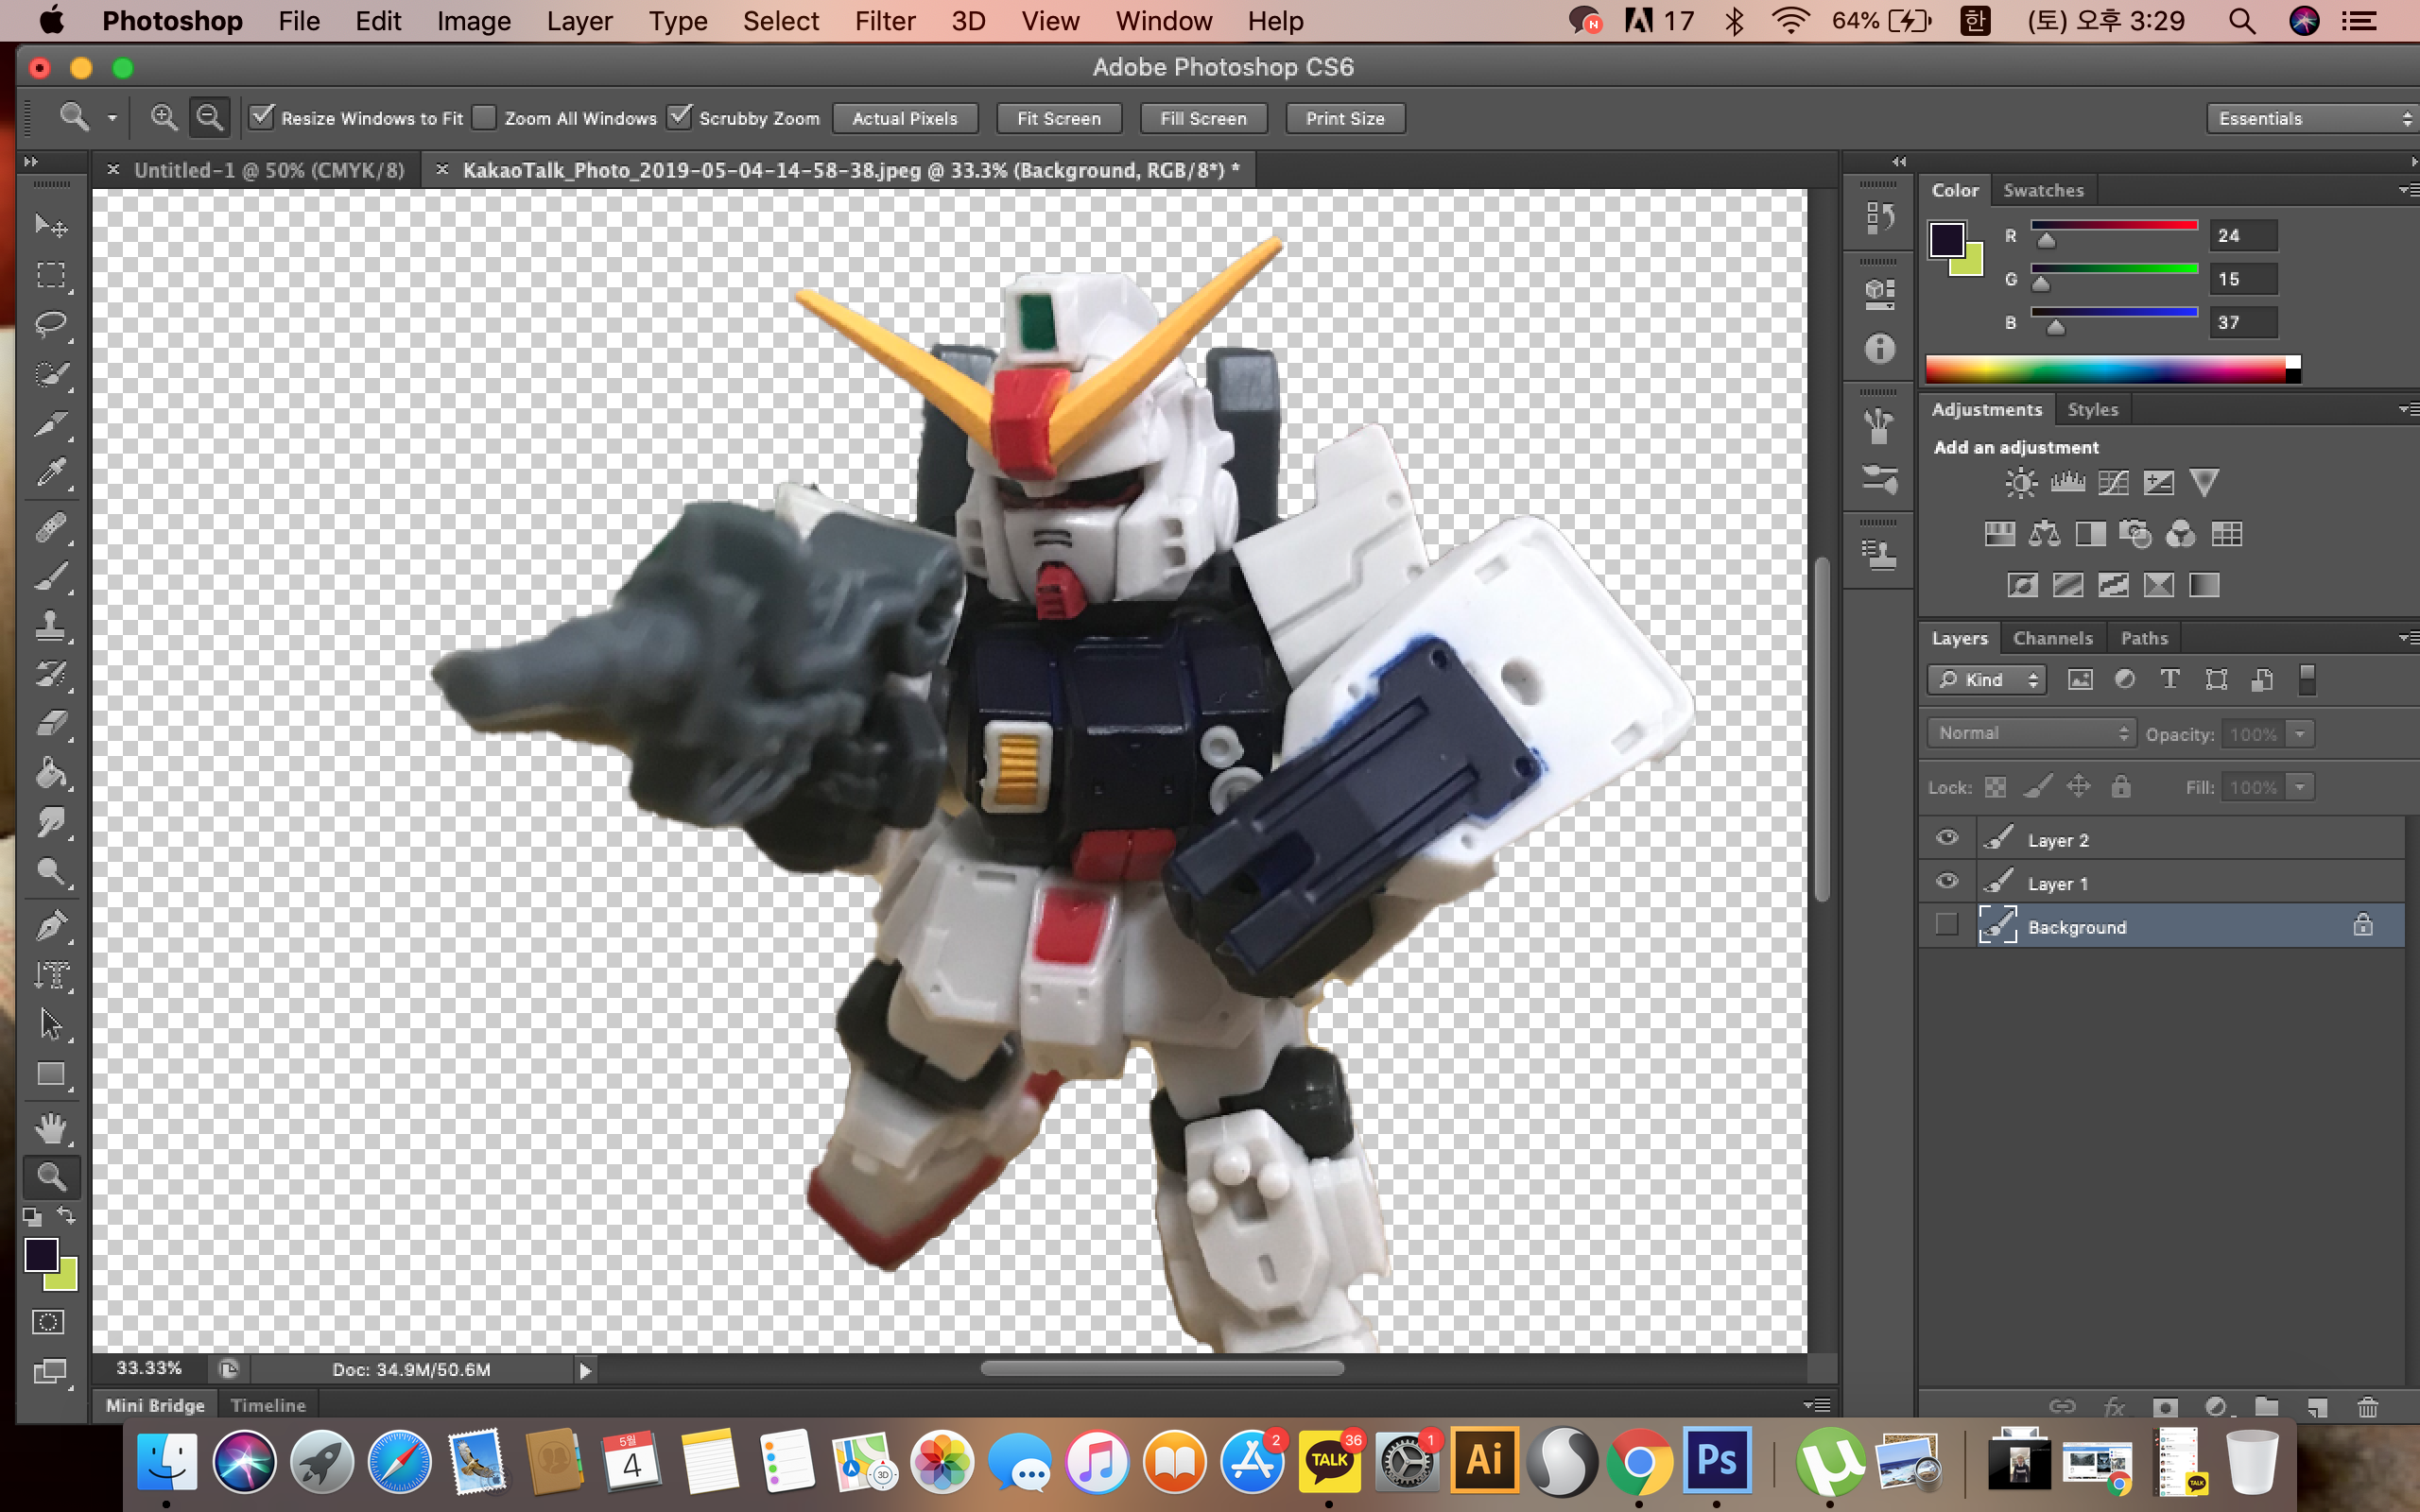 Photoshop File Edit Image Layer Type Select Filter 3D View Window Help N 17 64% 한 (토) 오후 3:29
Adobe Photoshop CS6
Resize Windows to Fit Zoom All Windows Scrubby Zoom Actual Pixels Fit Screen Fill Screen Print Size Essentials
Untitled-1 @ 50% (CMYK/8) KakaoTalk_Photo_2019-05-04-14-58-38.jpeg @ 33.3% (Background, RGB/8*) *
Color Swatches
R 24
G 15
B 37
Adjustments Styles
Add an adjustment
Layers Channels Paths
Kind
Normal Opacity: 100%
Lock: Fill: 100%
Layer 2
Layer 1
Background
33.33% Doc: 34.9M/50.6M
Mini Bridge Timeline
5월
4
3D
2
TALK
36
1
Ai
Ps
µ
TALK